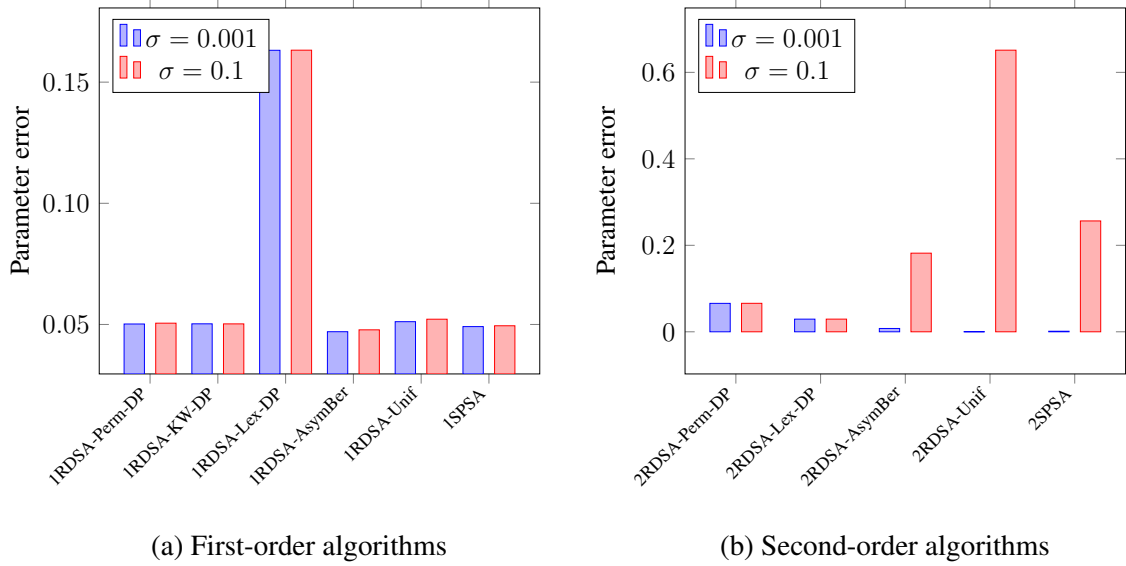 σ = 0.001
σ = 0.1
Parameter error
0.15
0.10
0.05
1RDSA-Perm-DP
1RDSA-KW-DP
1RDSA-Lex-DP
1RDSA-AsymBer
1RDSA-Unif
1SPSA
(a) First-order algorithms
σ = 0.001
σ = 0.1
Parameter error
0.6
0.4
0.2
0
2RDSA-Perm-DP
2RDSA-Lex-DP
2RDSA-AsymBer
2RDSA-Unif
2SPSA
(b) Second-order algorithms